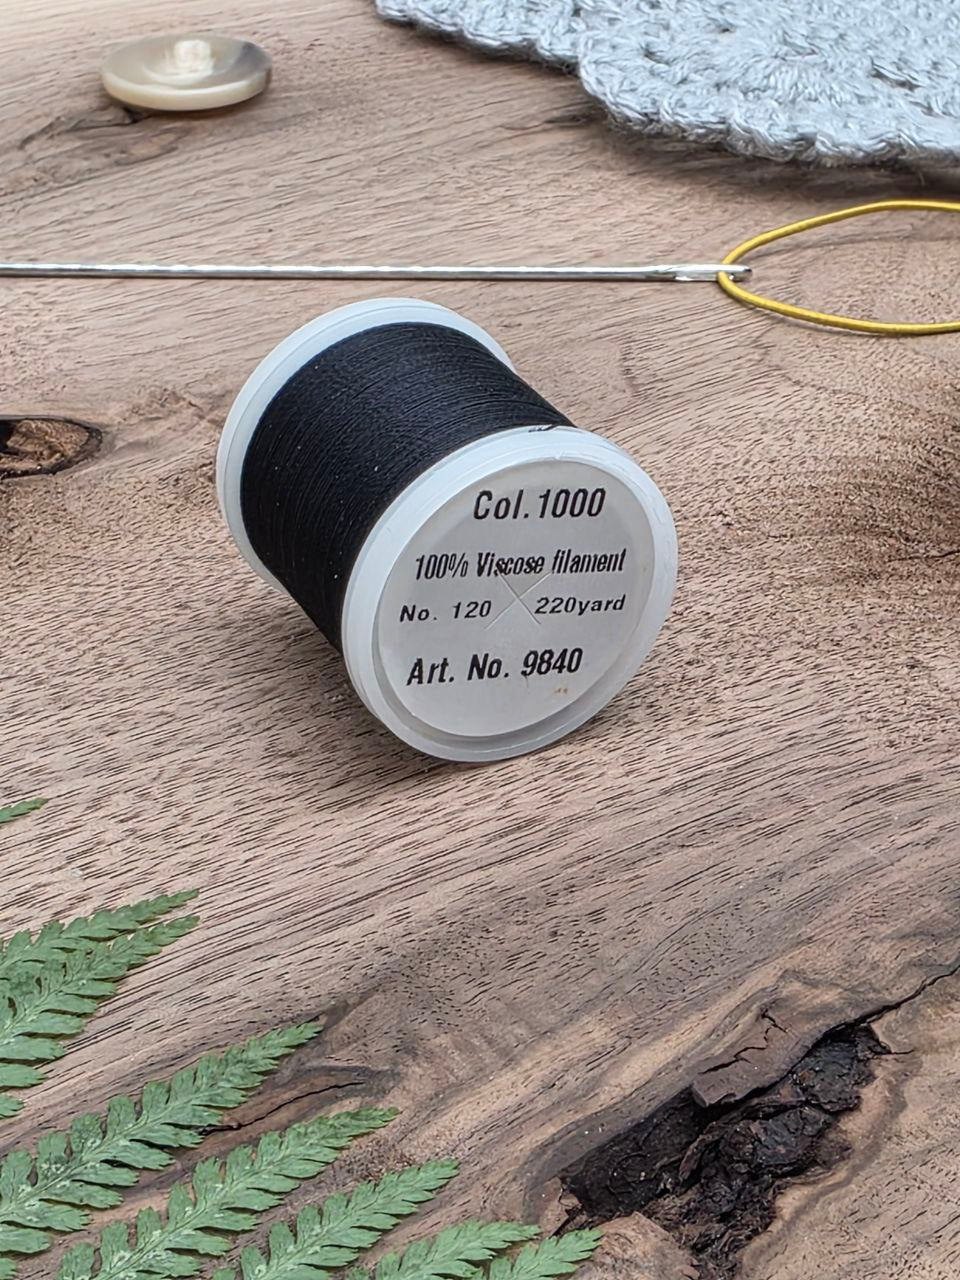 Col. 1000
100% Viscose filament
No. 120 220yard
Art. No. 9840